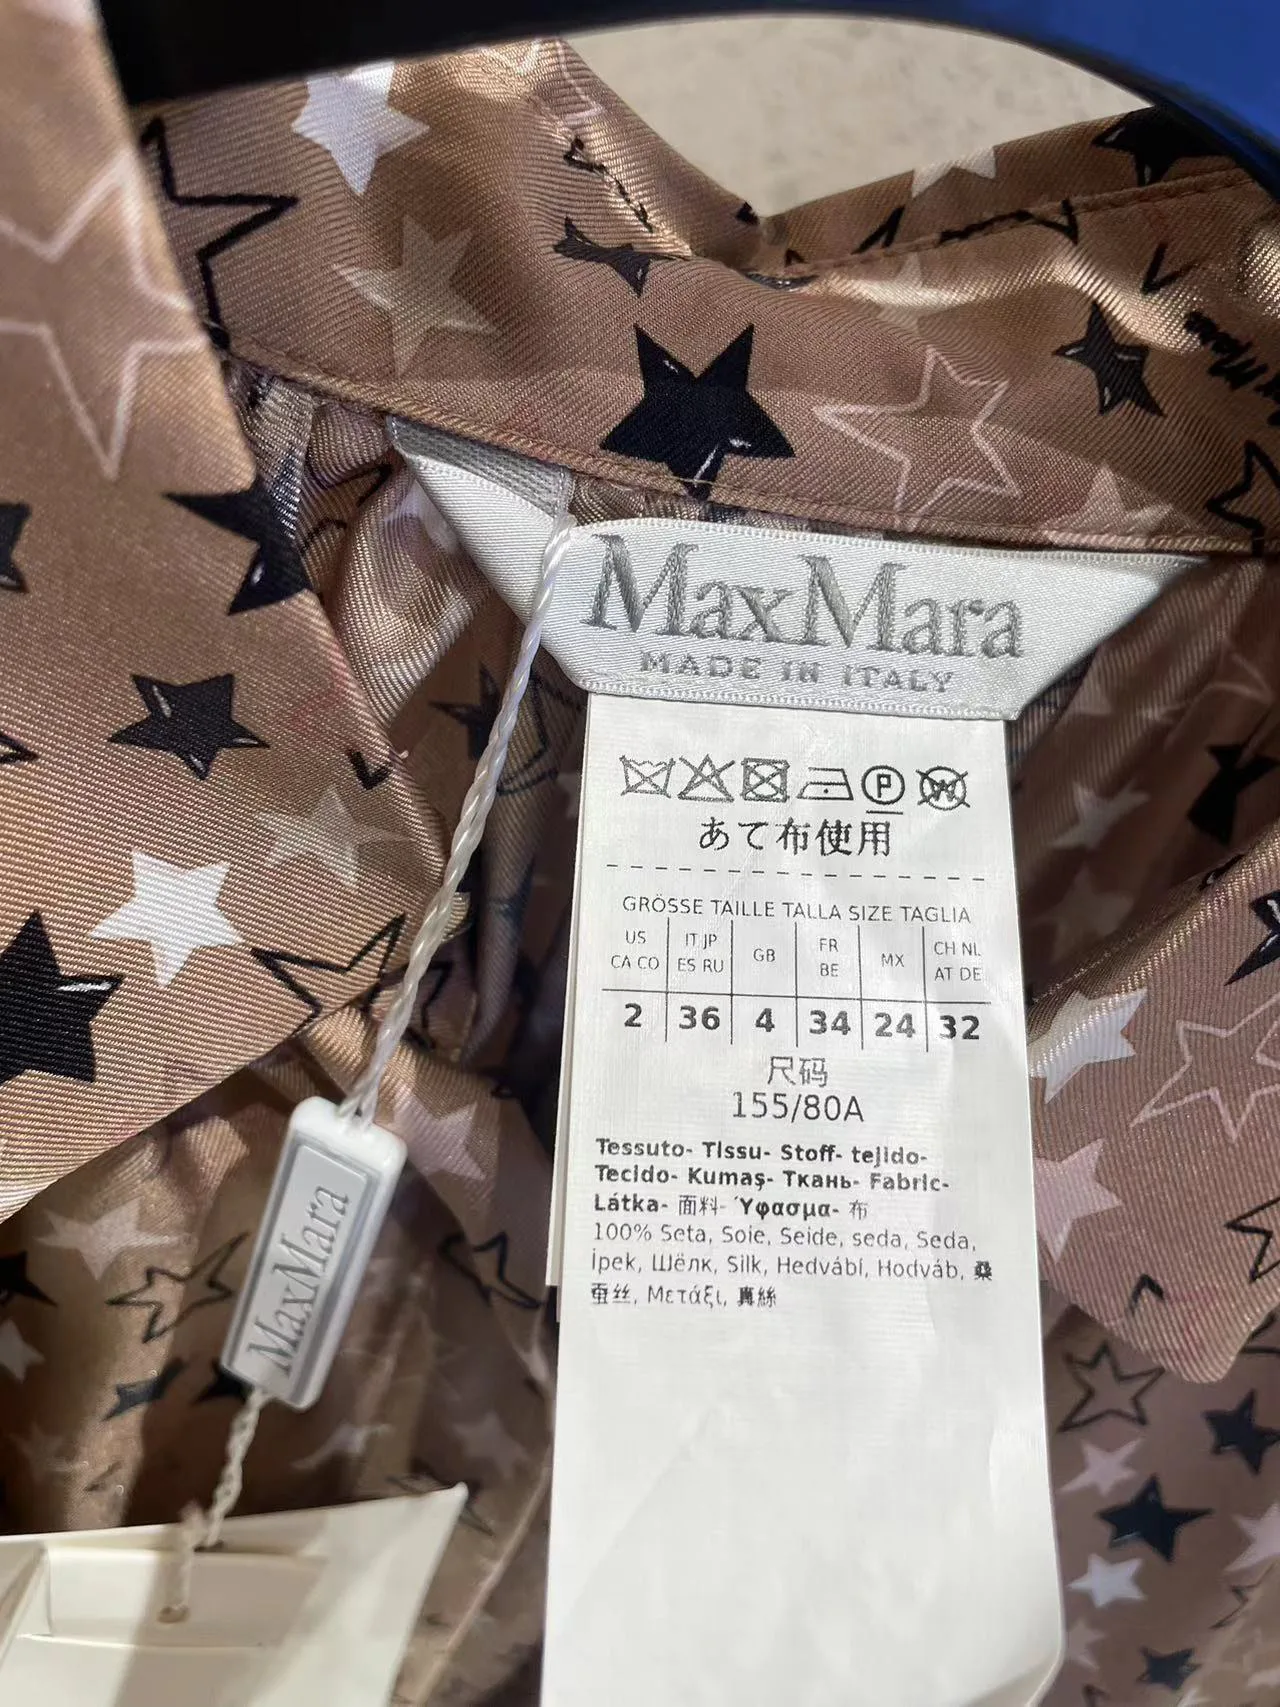 MaxMara
MADE IN ITALY
P W
あて布使用
GRÖSSE TAILLE TALLA SIZE TAGLIA
US IT JP GB FR MX CH NL
CA CO ES RU BE AT DE
2 36 4 34 24 32
尺码
155/80A
Tessuto- Tissu- Stoff- tejido-
Tecido- Kumaş- Ткань- Fabric-
Látka- 面料- Ύφασμα- 布
100% Seta, Soie, Seide, seda, Seda,
İpek, Шёлк, Silk, Hedvábí, Hodváb, 桑
蚕丝, Μετάξι, 真絲
MaxMara